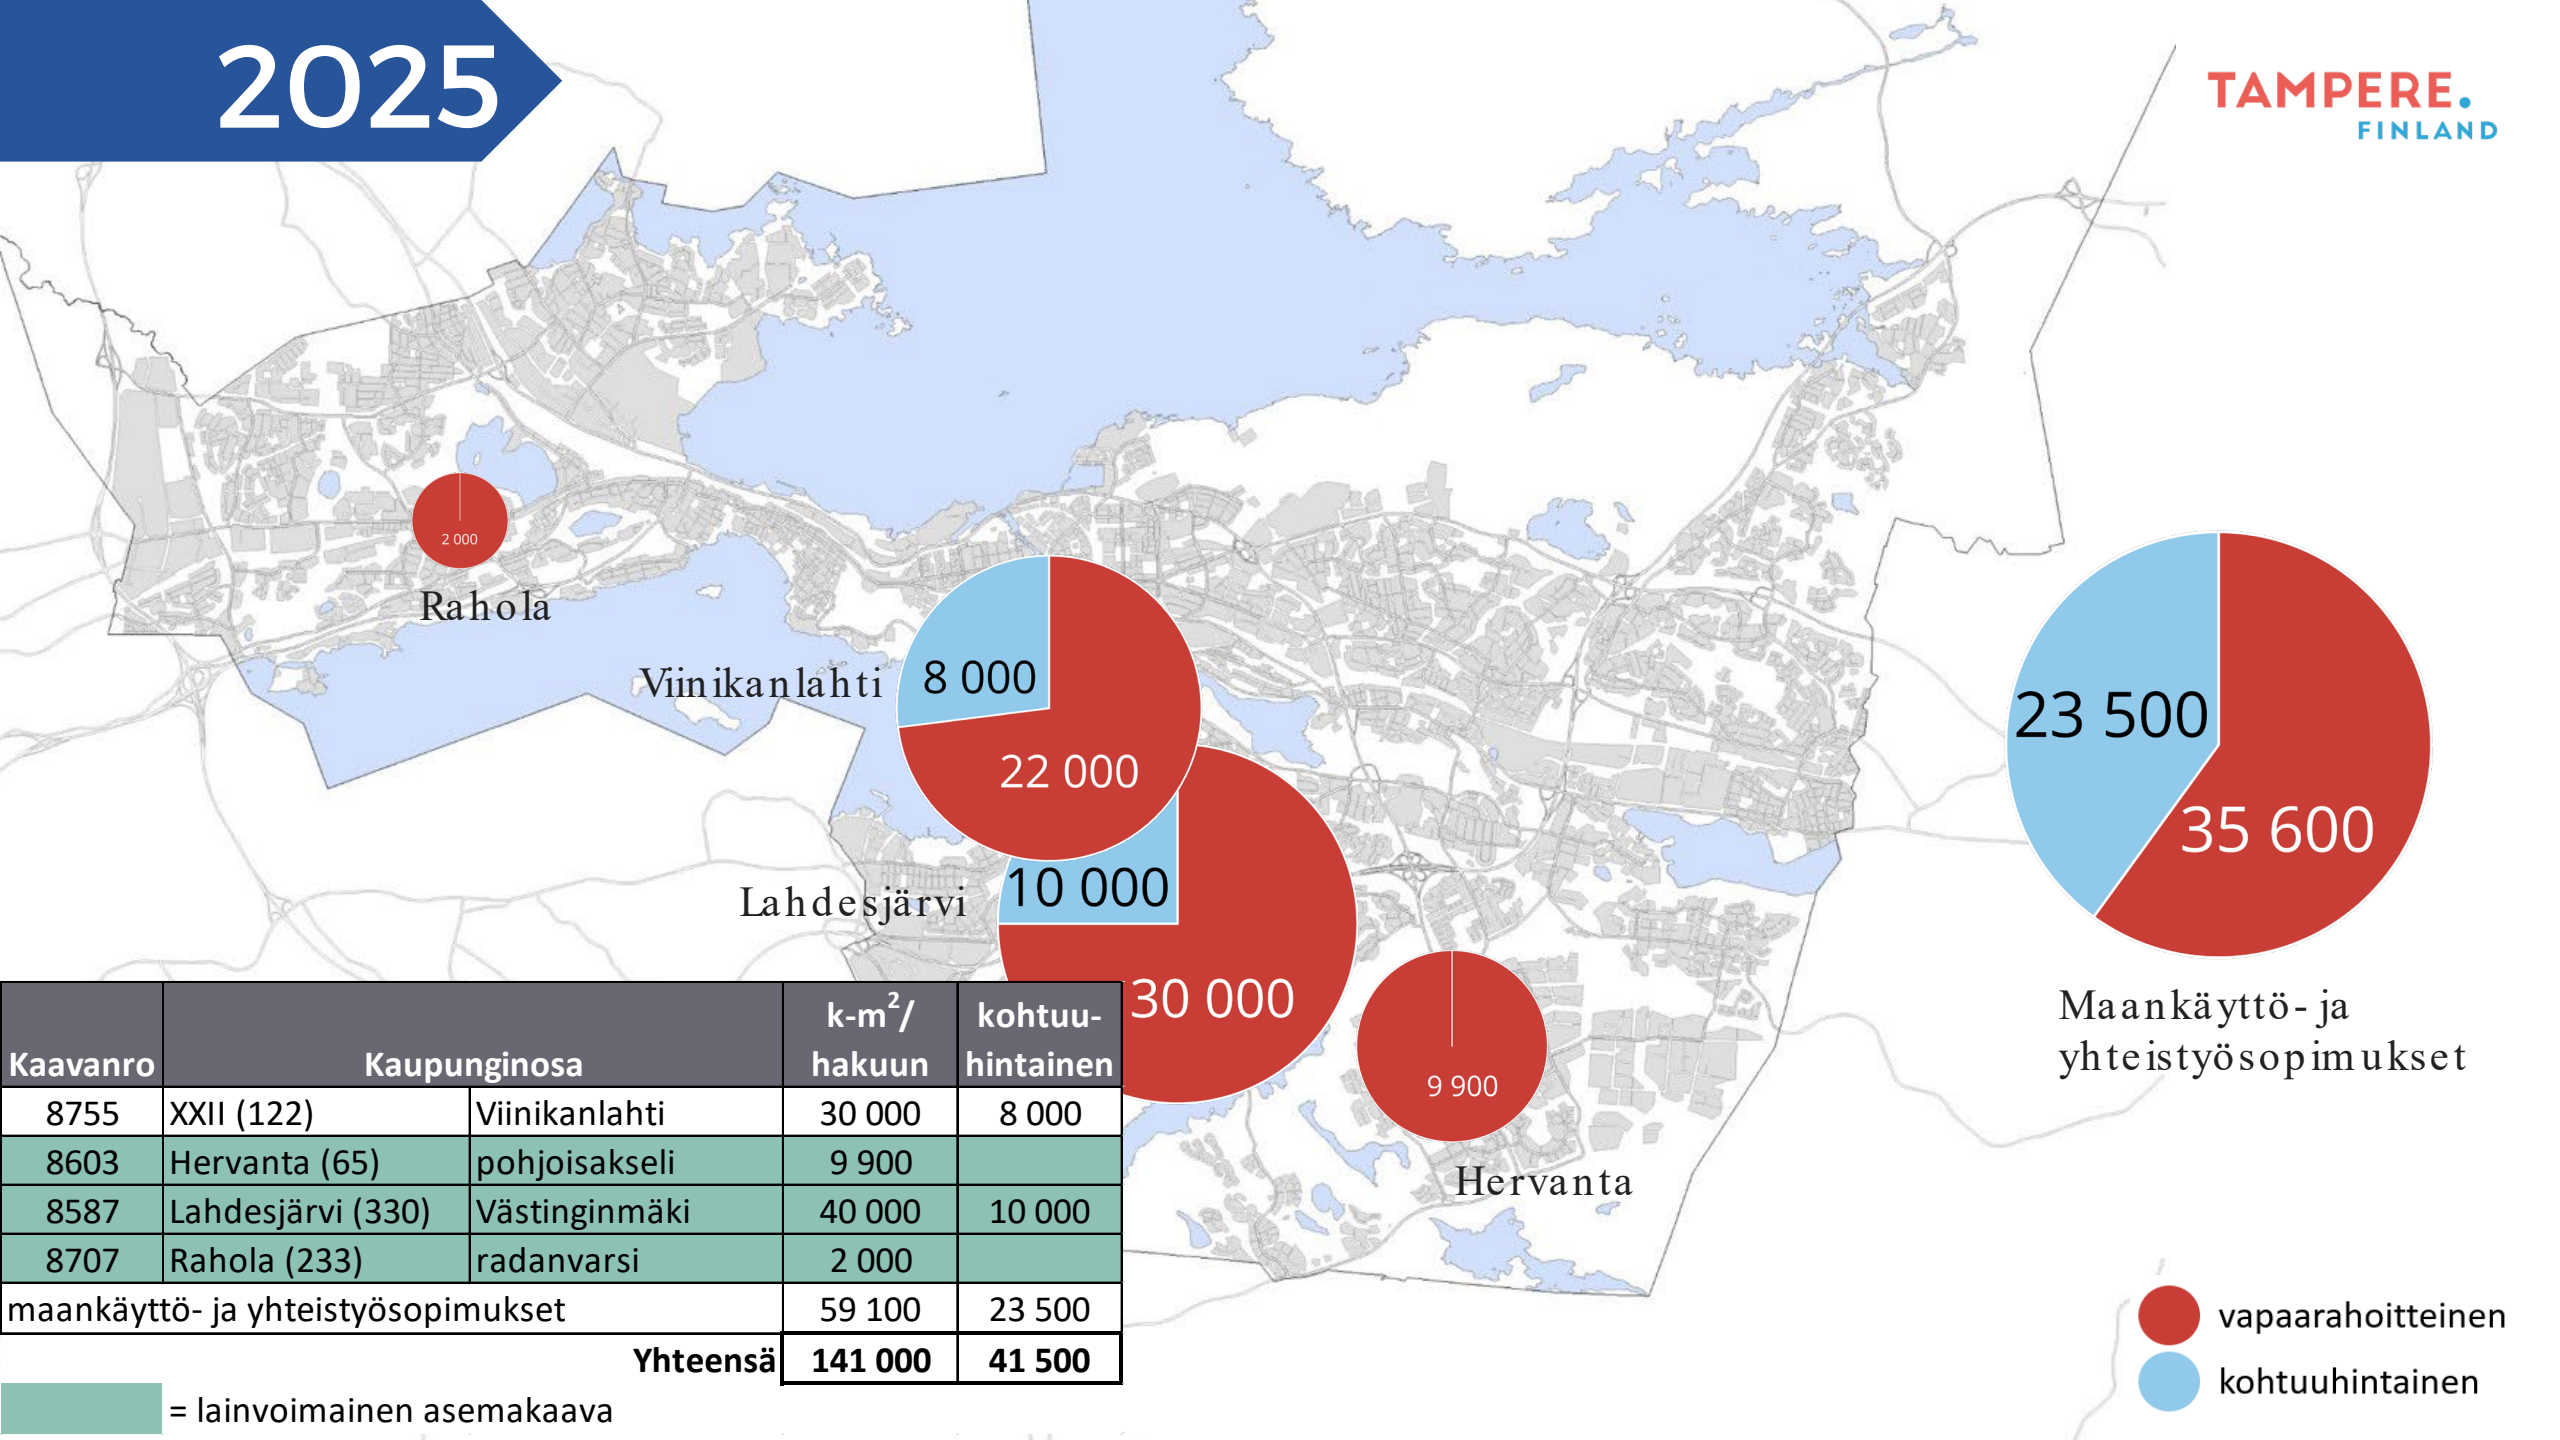 2025
TAMPERE.
FINLAND
2 000
Rahola
Viinikanlahti
8 000
22 000
23 500
35 600
Lahdesjärvi
10 000
30 000
9 900
Hervanta
Maankäyttö- ja
yhteistyösopimukset
Kaavanro Kaupunginosa k-m²/ hakuun kohtuu- hintainen
8755 XXII (122) Viinikanlahti 30 000 8 000
8603 Hervanta (65) pohjoisakseli 9 900
8587 Lahdesjärvi (330) Västinginmäki 40 000 10 000
8707 Rahola (233) radanvarsi 2 000
maankäyttö- ja yhteistyösopimukset 59 100 23 500
Yhteensä 141 000 41 500
= lainvoimainen asemakaava
vapaarahoitteinen
kohtuuhintainen